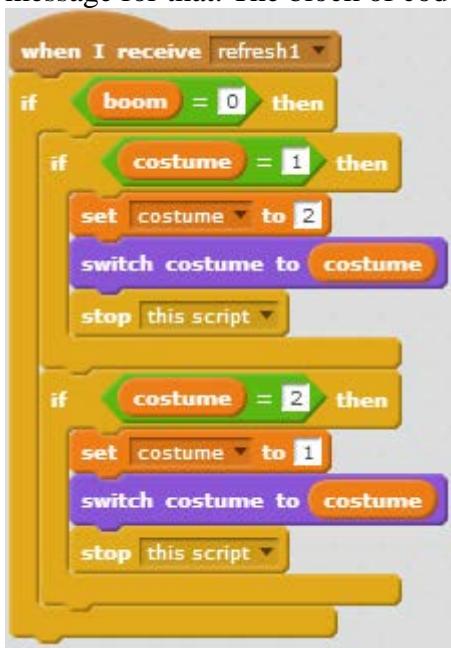 message for that. The block of cod
when I receive refresh1
if boom = 0 then
if costume = 1 then
set costume to 2
switch costume to costume
stop this script
if costume = 2 then
set costume to 1
switch costume to costume
stop this script